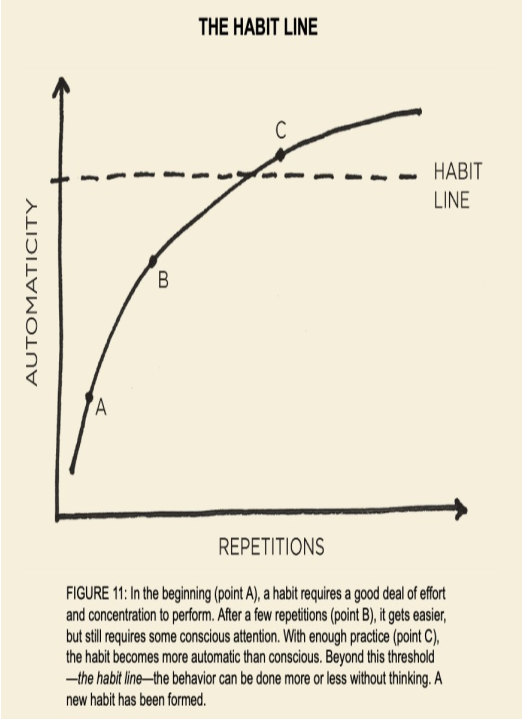 THE HABIT LINE
C
HABIT
LINE
B
A
AUTOMATICITY
REPETITIONS
FIGURE 11: In the beginning (point A), a habit requires a good deal of effort
and concentration to perform. After a few repetitions (point B), it gets easier,
but still requires some conscious attention. With enough practice (point C),
the habit becomes more automatic than conscious. Beyond this threshold
—the habit line—the behavior can be done more or less without thinking. A
new habit has been formed.